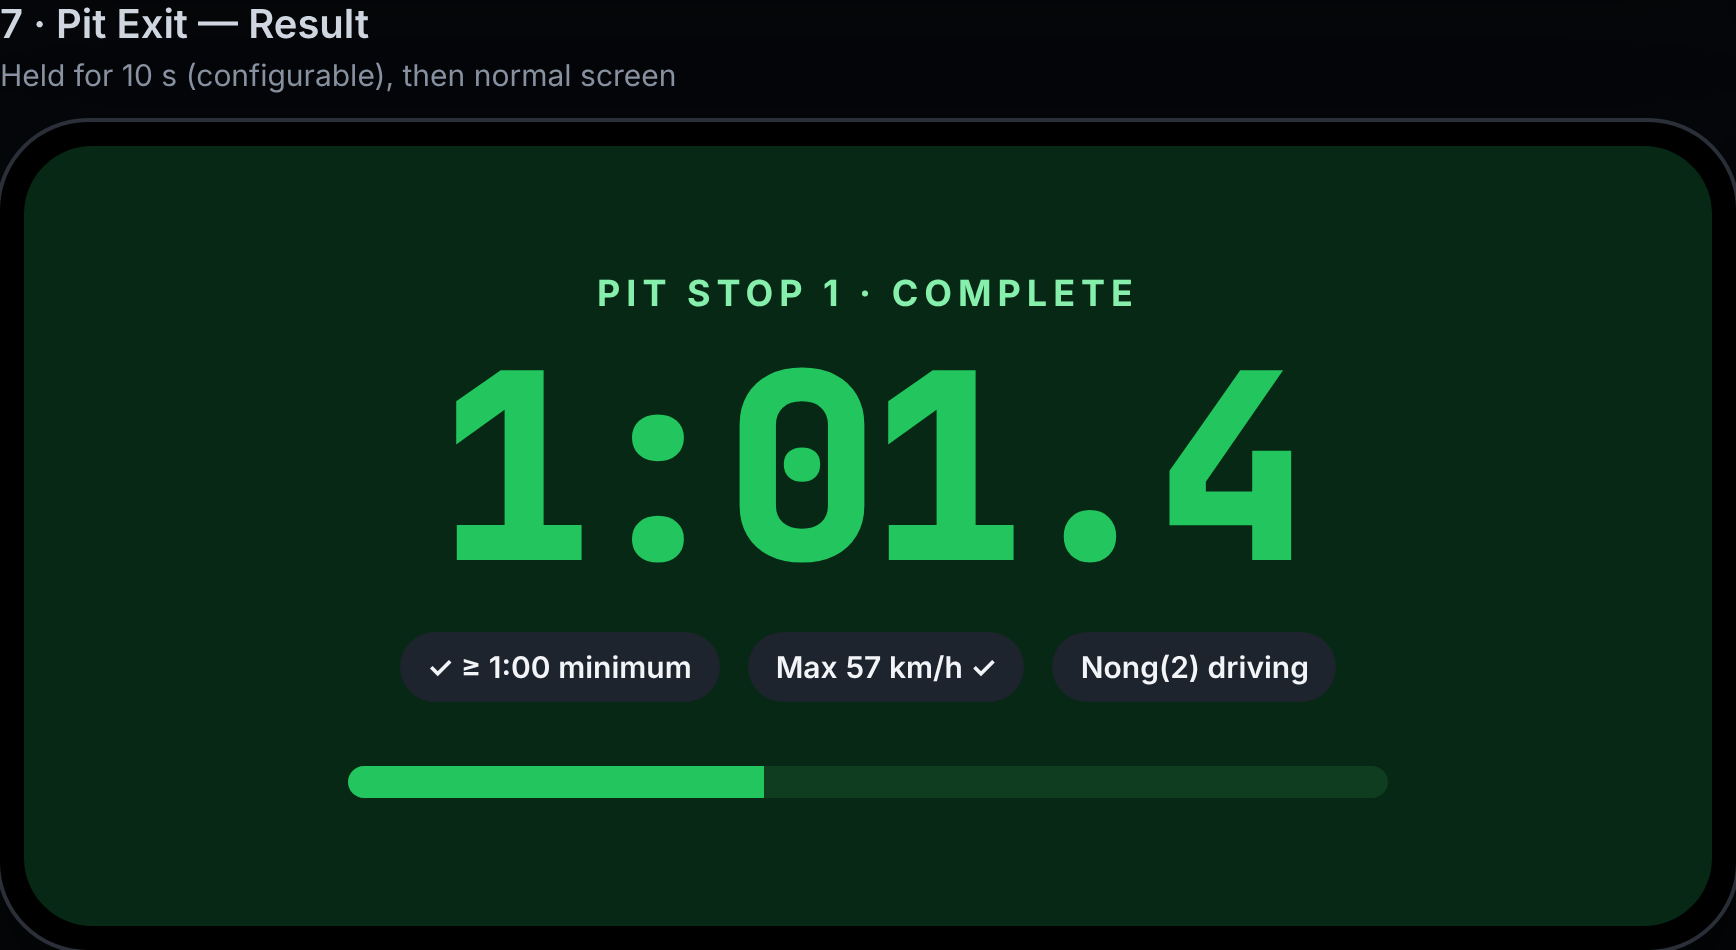 7 · Pit Exit — Result
Held for 10 s (configurable), then normal screen
PIT STOP 1 · COMPLETE
1:01.4
✓ ≥ 1:00 minimum
Max 57 km/h ✓
Nong(2) driving